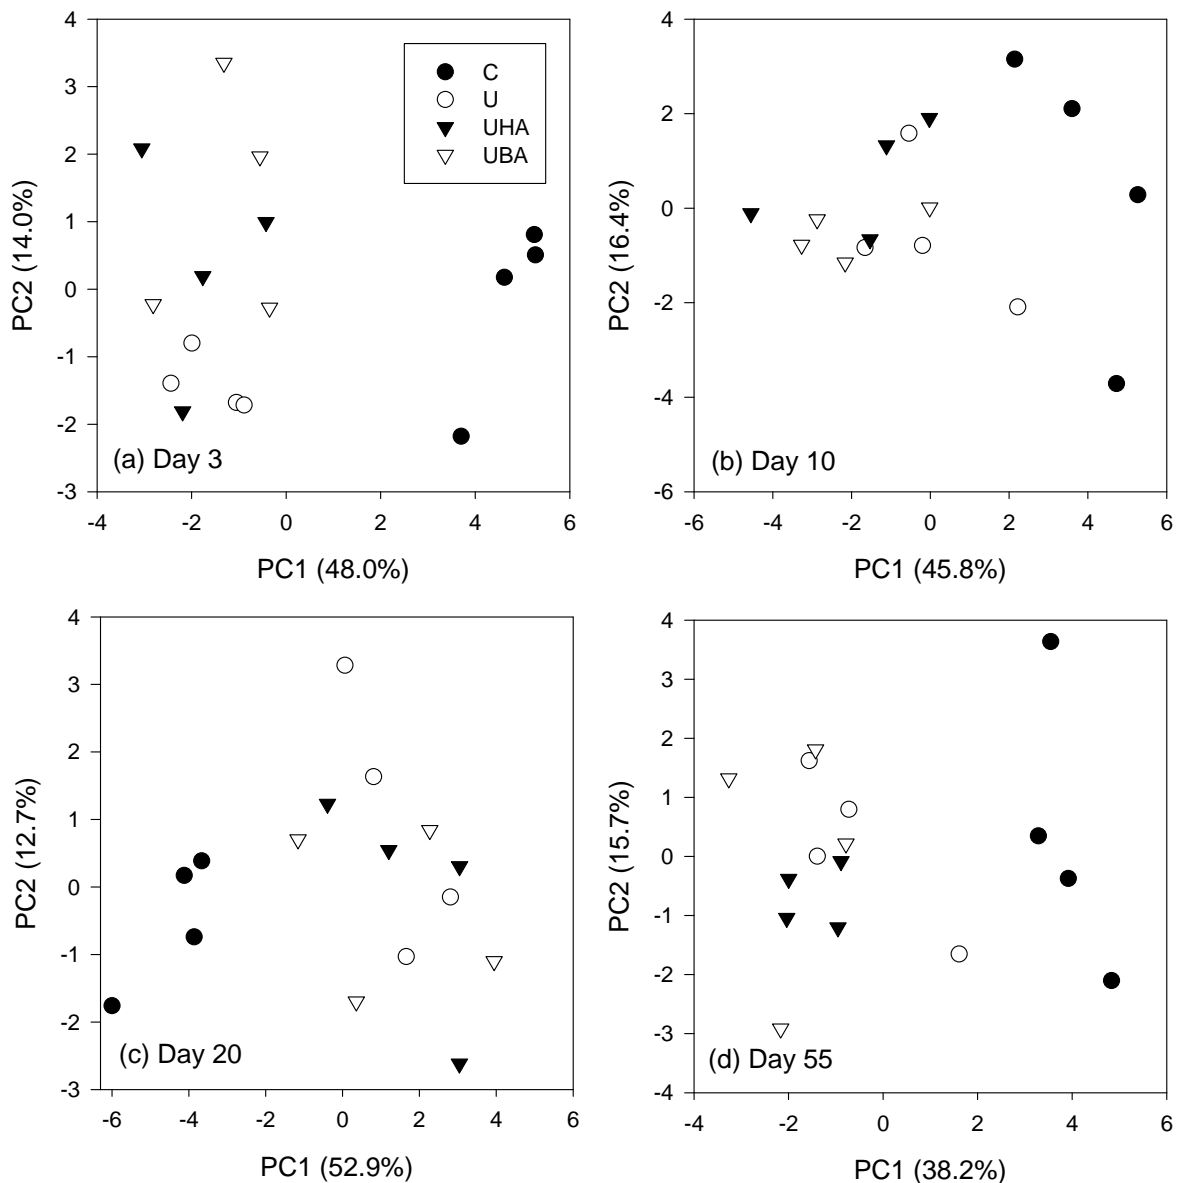 4
3
2
1
0
-1
-2
-3
PC2 (14.0%)
C
U
UHA
UBA
(a) Day 3
-4 -2 0 2 4 6
PC1 (48.0%)
4
2
0
-2
-4
-6
PC2 (16.4%)
(b) Day 10
-6 -4 -2 0 2 4 6
PC1 (45.8%)
4
3
2
1
0
-1
-2
-3
PC2 (12.7%)
(c) Day 20
-6 -4 -2 0 2 4 6
PC1 (52.9%)
4
3
2
1
0
-1
-2
-3
-4
PC2 (15.7%)
(d) Day 55
-4 -2 0 2 4 6
PC1 (38.2%)